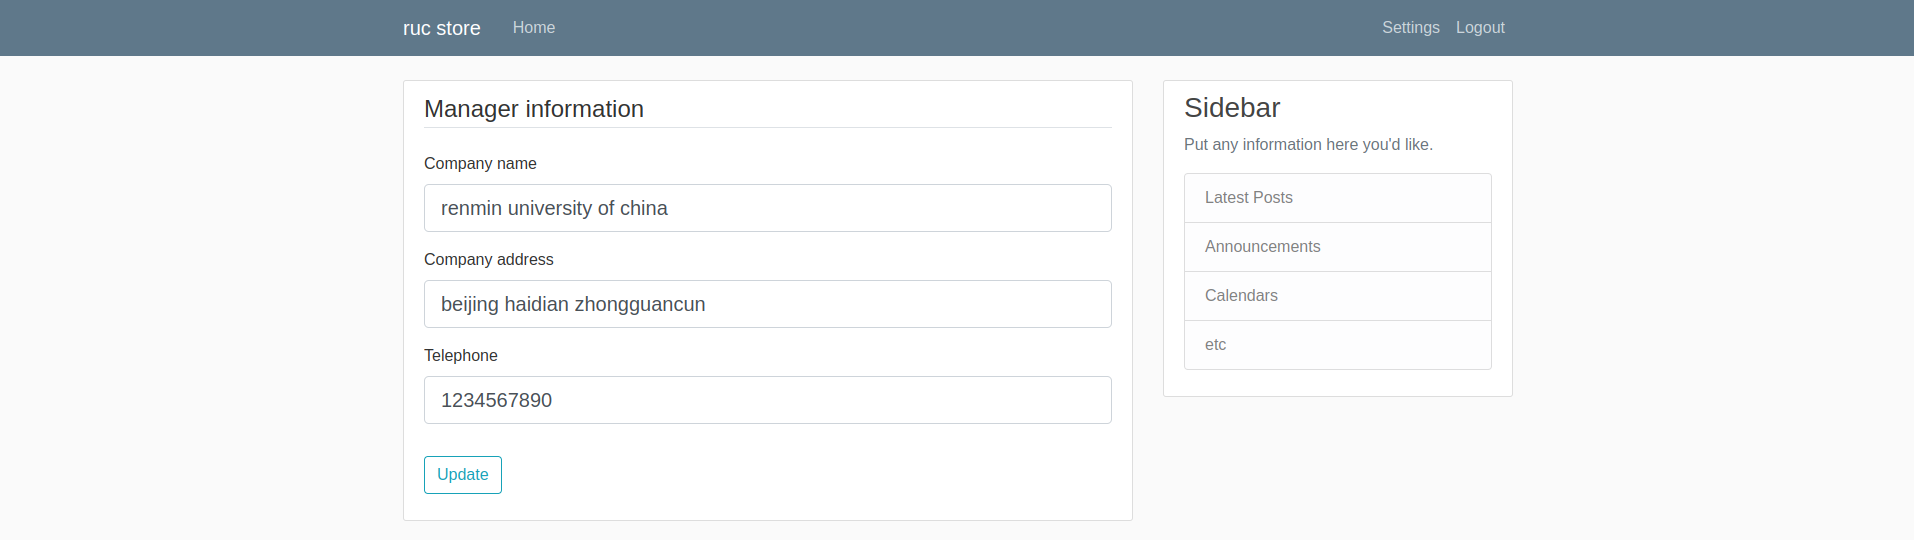 ruc store Home Settings Logout
Manager information
Company name
renmin university of china
Company address
beijing haidian zhongguancun
Telephone
1234567890
Update
Sidebar
Put any information here you'd like.
Latest Posts
Announcements
Calendars
etc